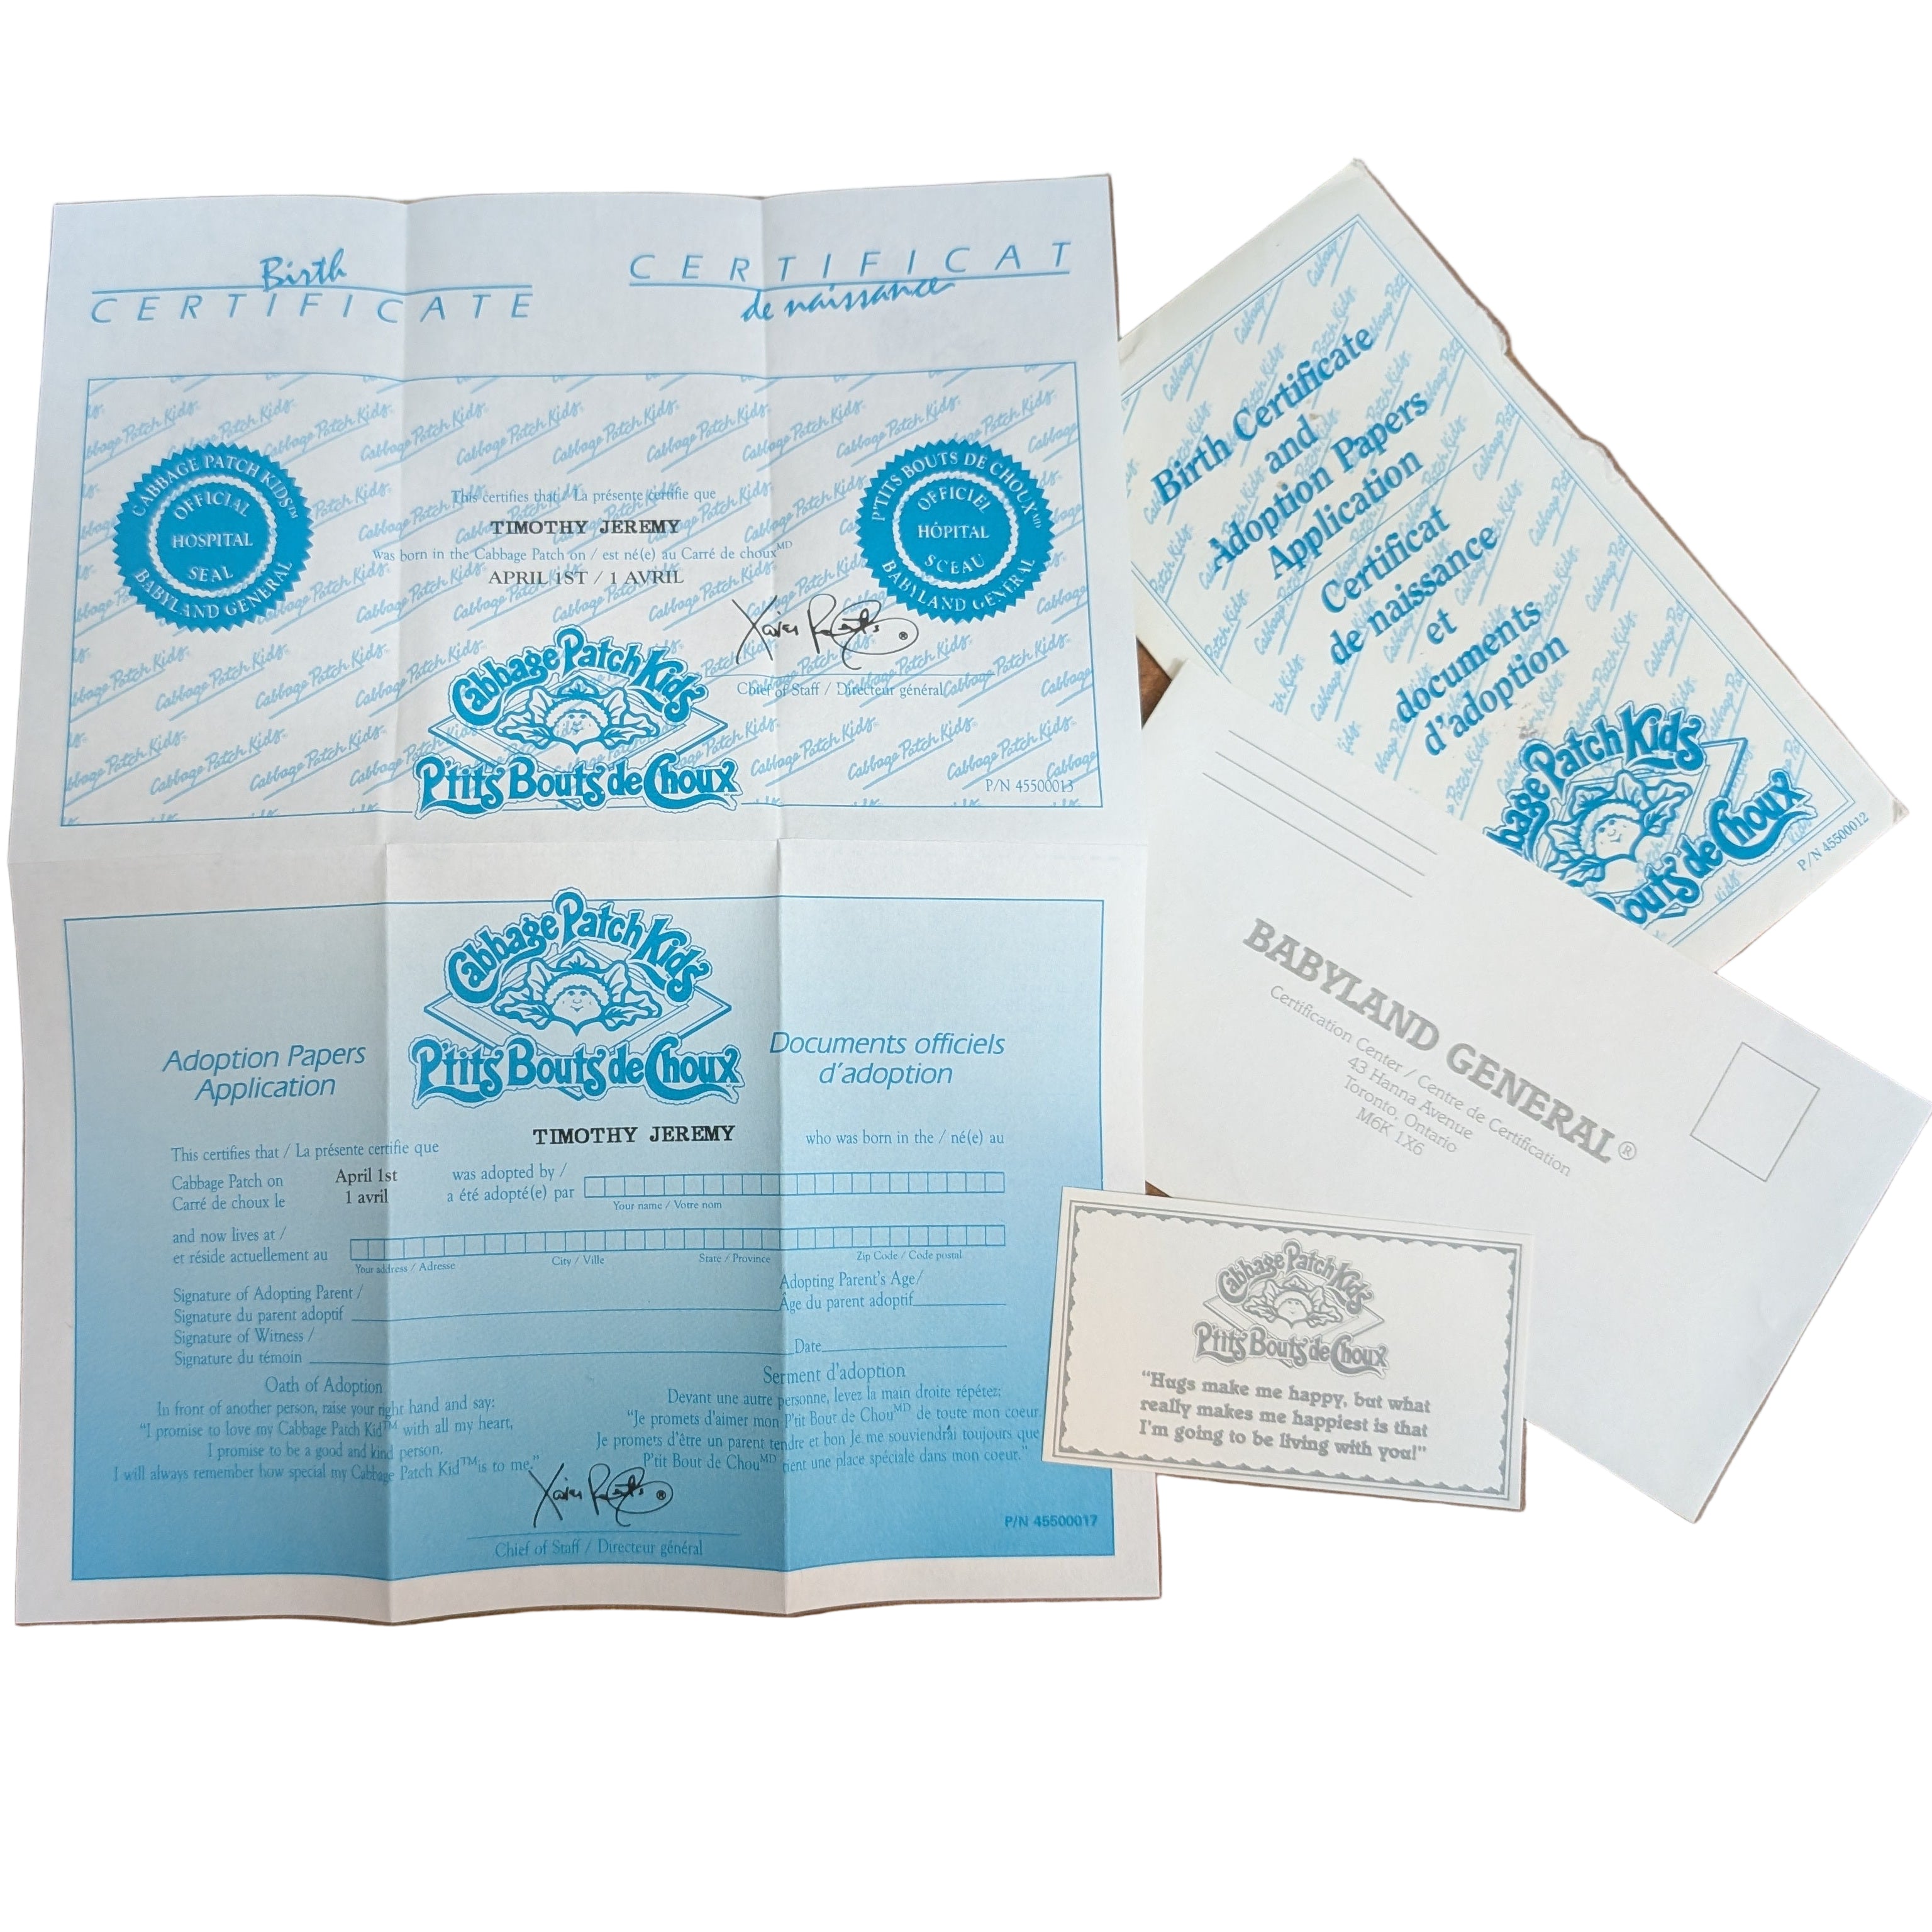 Birth
CERTIFICATE
CERTIFICAT
de naissance
CABBAGE PATCH KIDS™
OFFICIAL
HOSPITAL
SEAL
BABYLAND GENERAL
This certifies that / La présente certifie que
TIMOTHY JEREMY
was born in the Cabbage Patch on / est né(e) au Carré de chouxMD
APRIL 1ST / 1 AVRIL
P'TITS BOUTS DE CHOUXMD
OFFICIEL
HÔPITAL
SCEAU
BABYLAND GENERAL
Xavier Roberts ®
Chief of Staff / Directeur général
Cabbage Patch Kids
P'tits Bouts de Choux
P/N 45500013
Cabbage Patch Kids
P'tits Bouts de Choux
Adoption Papers
Application
Documents officiels
d'adoption
This certifies that / La présente certifie que TIMOTHY JEREMY who was born in the / né(e) au
Cabbage Patch on April 1st was adopted by /
Carré de choux le 1 avril a été adopté(e) par
Your name / Votre nom
and now lives at /
et réside actuellement au
Your address / Adresse City / Ville State / Province Zip Code / Code postal
Signature of Adopting Parent /
Signature du parent adoptif
Adopting Parent's Age/
Âge du parent adoptif
Signature of Witness /
Signature du témoin
Date
Oath of Adoption
In front of another person, raise your right hand and say:
"I promise to love my Cabbage Patch Kid™ with all my heart,
I promise to be a good and kind person.
I will always remember how special my Cabbage Patch Kid™ is to me."
Serment d'adoption
Devant une autre personne, levez la main droite répétez:
"Je promets d'aimer mon P'tit Bout de ChouMD de toute mon coeur.
Je promets d'être un parent tendre et bon Je me souviendrai toujours que
P'tit Bout de ChouMD tient une place spéciale dans mon coeur."
Xavier Roberts ®
Chief of Staff / Directeur général
P/N 45500017
Birth Certificate
and
Adoption Papers
Application
Certificat
de naissance
et
documents
d'adoption
bage Patch Kids
outs de Choux
P/N 45500012
BABYLAND GENERAL®
Certification Center / Centre de Certification
43 Hanna Avenue
Toronto, Ontario
M6K 1X6
Cabbage Patch Kids
P'tits Bouts de Choux
"Hugs make me happy, but what
really makes me happiest is that
I'm going to be living with you!"